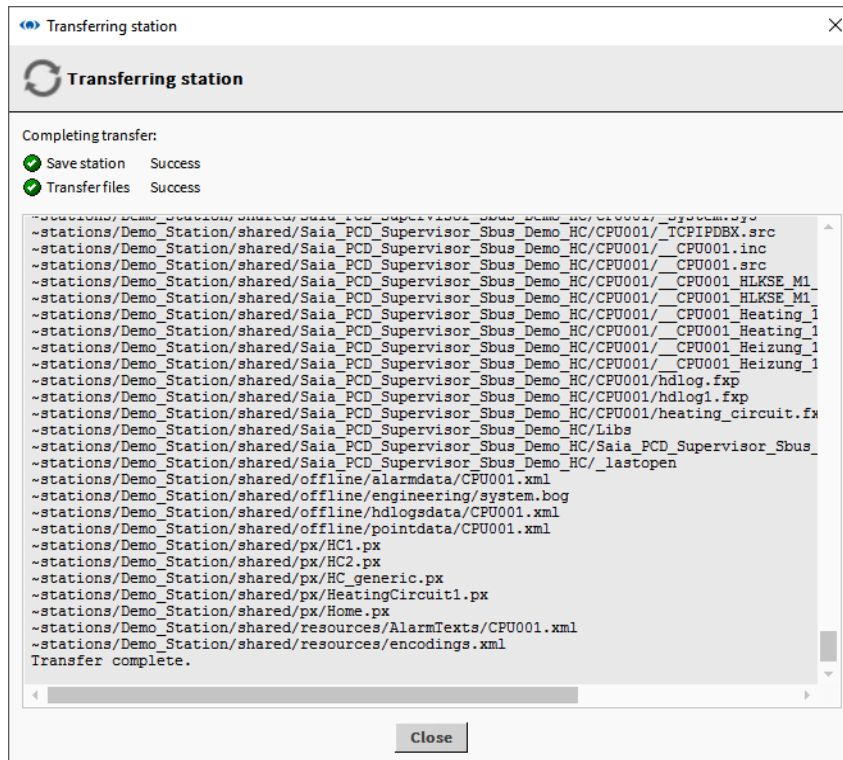 Transferring station
Transferring station
Completing transfer:
Save station Success
Transfer files Success
~stations/Demo_Station/shared/Saia_PCD_Supervisor_Sbus_Demo_HC/CPU001/_System.sys
~stations/Demo_Station/shared/Saia_PCD_Supervisor_Sbus_Demo_HC/CPU001/_TCPIPDBX.src
~stations/Demo_Station/shared/Saia_PCD_Supervisor_Sbus_Demo_HC/CPU001/__CPU001.inc
~stations/Demo_Station/shared/Saia_PCD_Supervisor_Sbus_Demo_HC/CPU001/__CPU001.src
~stations/Demo_Station/shared/Saia_PCD_Supervisor_Sbus_Demo_HC/CPU001/__CPU001_HLKSE_M1_
~stations/Demo_Station/shared/Saia_PCD_Supervisor_Sbus_Demo_HC/CPU001/__CPU001_HLKSE_M1_
~stations/Demo_Station/shared/Saia_PCD_Supervisor_Sbus_Demo_HC/CPU001/__CPU001_Heating_1
~stations/Demo_Station/shared/Saia_PCD_Supervisor_Sbus_Demo_HC/CPU001/__CPU001_Heating_1
~stations/Demo_Station/shared/Saia_PCD_Supervisor_Sbus_Demo_HC/CPU001/__CPU001_Heizung_1
~stations/Demo_Station/shared/Saia_PCD_Supervisor_Sbus_Demo_HC/CPU001/__CPU001_Heizung_1
~stations/Demo_Station/shared/Saia_PCD_Supervisor_Sbus_Demo_HC/CPU001/hdlog.fxp
~stations/Demo_Station/shared/Saia_PCD_Supervisor_Sbus_Demo_HC/CPU001/hdlog1.fxp
~stations/Demo_Station/shared/Saia_PCD_Supervisor_Sbus_Demo_HC/CPU001/heating_circuit.fx
~stations/Demo_Station/shared/Saia_PCD_Supervisor_Sbus_Demo_HC/Libs
~stations/Demo_Station/shared/Saia_PCD_Supervisor_Sbus_Demo_HC/Saia_PCD_Supervisor_Sbus_
~stations/Demo_Station/shared/Saia_PCD_Supervisor_Sbus_Demo_HC/_lastopen
~stations/Demo_Station/shared/offline/alarmdata/CPU001.xml
~stations/Demo_Station/shared/offline/engineering/system.bog
~stations/Demo_Station/shared/offline/hdlogsdata/CPU001.xml
~stations/Demo_Station/shared/offline/pointdata/CPU001.xml
~stations/Demo_Station/shared/px/HC1.px
~stations/Demo_Station/shared/px/HC2.px
~stations/Demo_Station/shared/px/HC_generic.px
~stations/Demo_Station/shared/px/HeatingCircuit1.px
~stations/Demo_Station/shared/px/Home.px
~stations/Demo_Station/shared/resources/AlarmTexts/CPU001.xml
~stations/Demo_Station/shared/resources/encodings.xml
Transfer complete.
Close